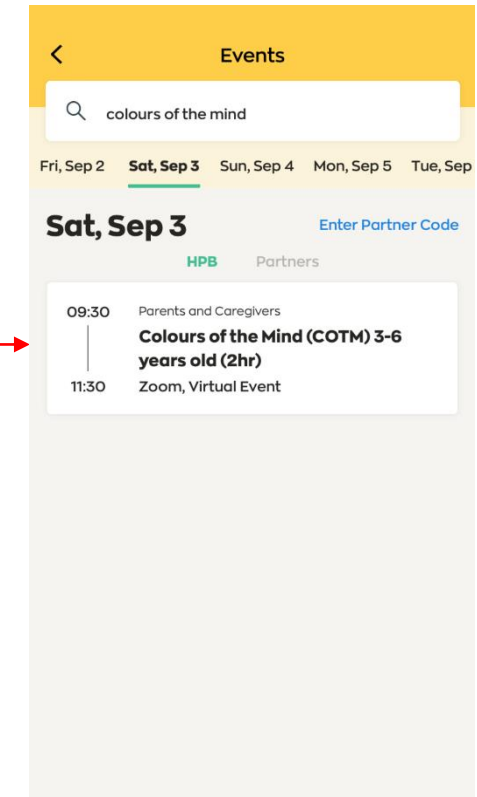 Events
colours of the mind
Fri, Sep 2 Sat, Sep 3 Sun, Sep 4 Mon, Sep 5 Tue, Sep
Sat, Sep 3 Enter Partner Code
HPB Partners
09:30 Parents and Caregivers
Colours of the Mind (COTM) 3-6
years old (2hr)
11:30 Zoom, Virtual Event